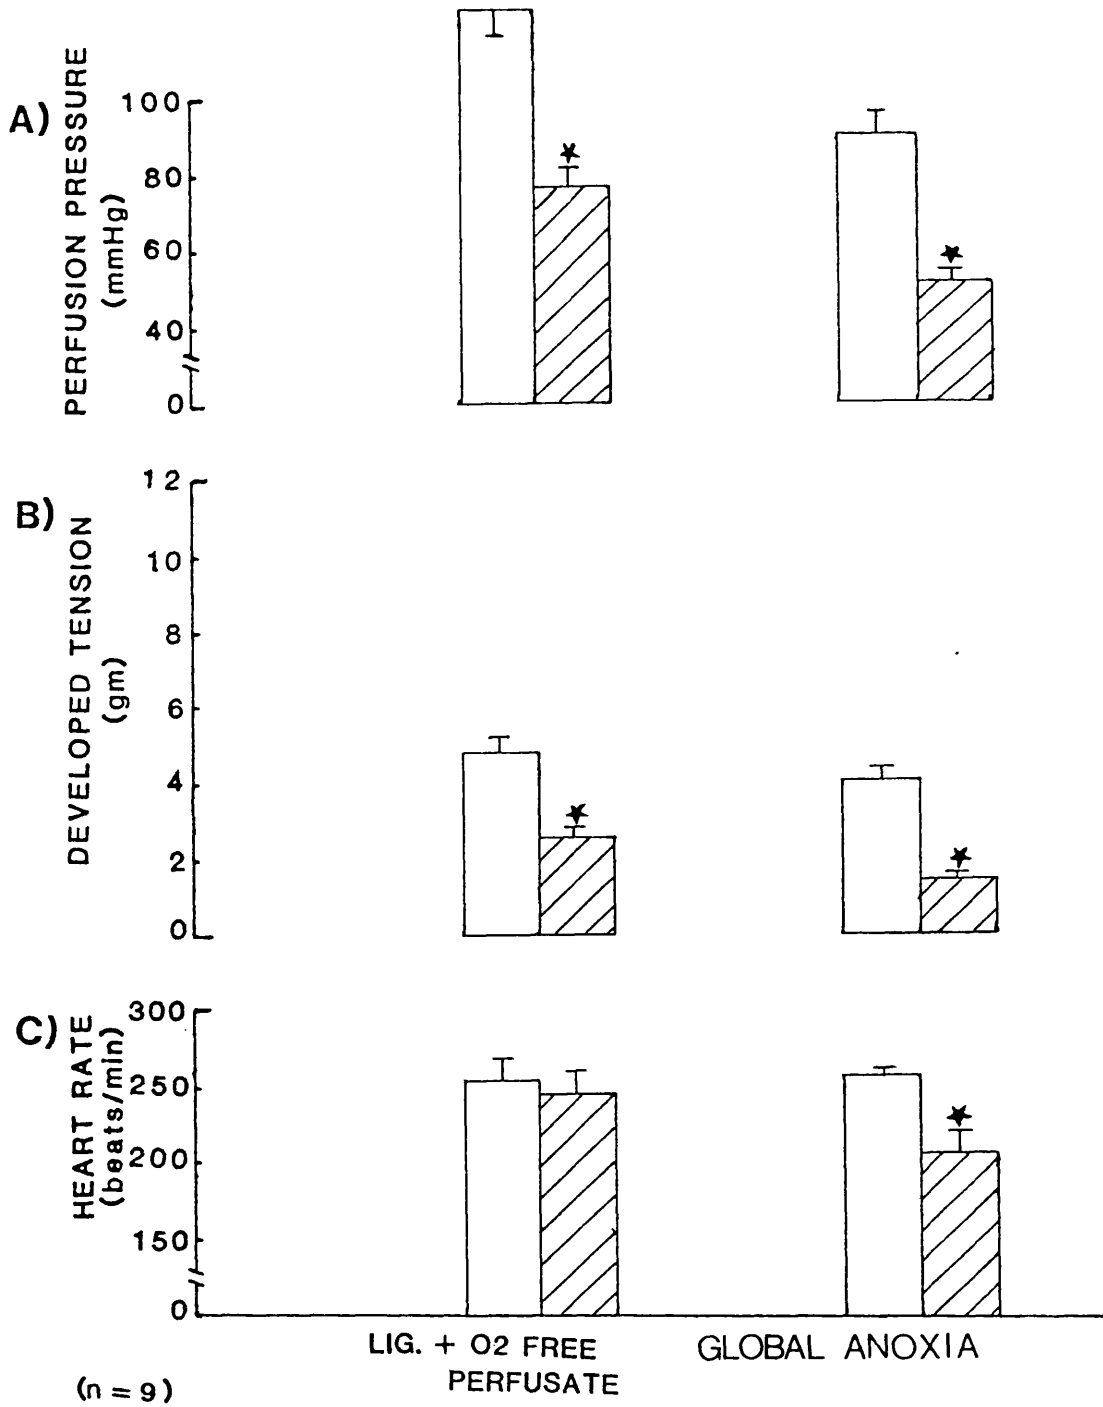 A)
PERFUSION PRESSURE
(mmHg)
100
80
60
40
0
B)
DEVELOPED TENSION
(gm)
12
10
8
6
4
2
0
C)
HEART RATE
(beats/min)
300
250
200
150
0
LIG. + O2 FREE
PERFUSATE
GLOBAL ANOXIA
(n = 9)